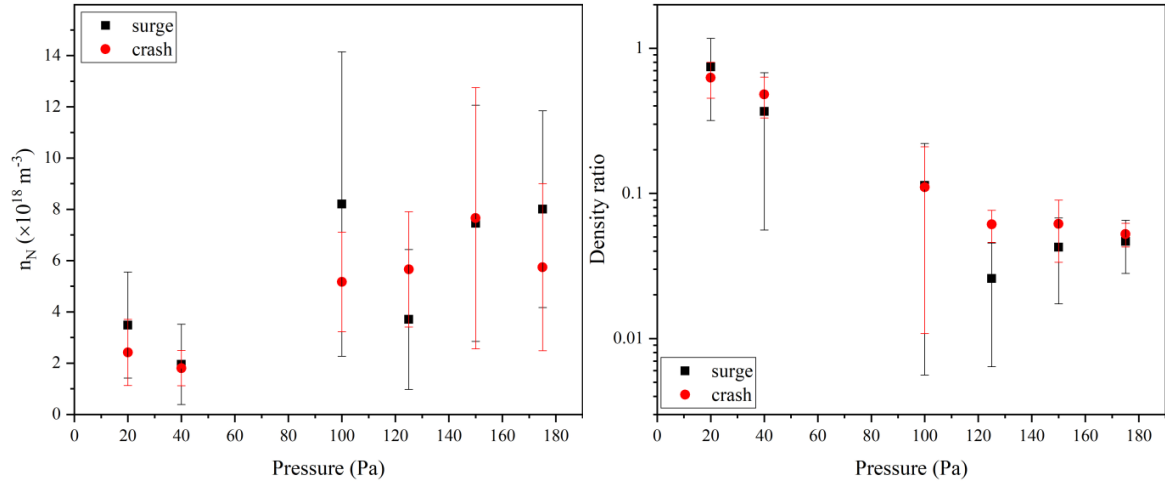 surge
crash
14
12
10
8
6
4
2
0
n_N (×10^18 m^-3)
0 20 40 60 80 100 120 140 160 180
Pressure (Pa)
1
0.1
0.01
Density ratio
surge
crash
0 20 40 60 80 100 120 140 160 180
Pressure (Pa)